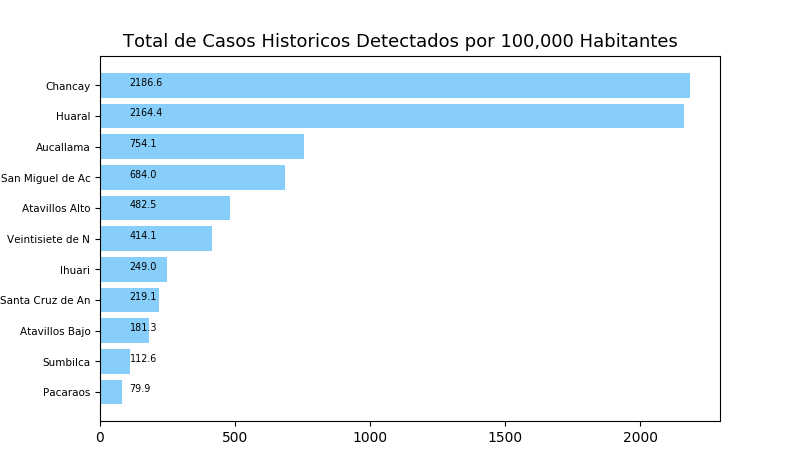 Total de Casos Historicos Detectados por 100,000 Habitantes
Chancay 2186.6
Huaral 2164.4
Aucallama 754.1
San Miguel de Ac 684.0
Atavillos Alto 482.5
Veintisiete de N 414.1
Ihuari 249.0
Santa Cruz de An 219.1
Atavillos Bajo 181.3
Sumbilca 112.6
Pacaraos 79.9
0 500 1000 1500 2000